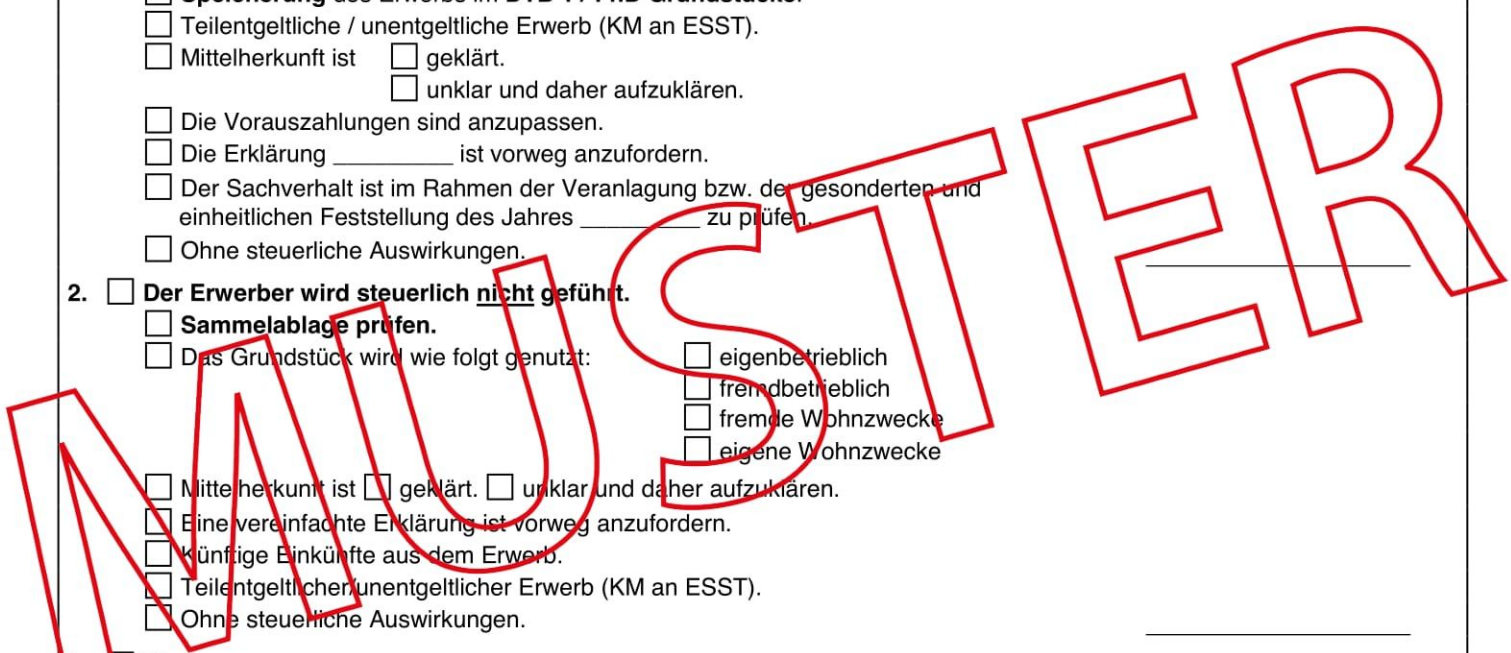 Teilentgeltliche / unentgeltliche Erwerb (KM an ESST).
Mittelherkunft ist geklärt.
unklar und daher aufzuklären.
Die Vorauszahlungen sind anzupassen.
Die Erklärung _________ ist vorweg anzufordern.
Der Sachverhalt ist im Rahmen der Veranlagung bzw. der gesonderten und
einheitlichen Feststellung des Jahres _________ zu prüfen.
Ohne steuerliche Auswirkungen.
2. Der Erwerber wird steuerlich nicht geführt.
Sammelablage prüfen.
Das Grundstück wird wie folgt genutzt: eigenbetrieblich
fremdbetrieblich
fremde Wohnzwecke
eigene Wohnzwecke
Mittelherkunft ist geklärt. unklar und daher aufzuklären.
Eine vereinfachte Erklärung ist vorweg anzufordern.
Künftige Einkünfte aus dem Erwerb.
Teilentgeltlicher/unentgeltlicher Erwerb (KM an ESST).
Ohne steuerliche Auswirkungen.
MUSTER